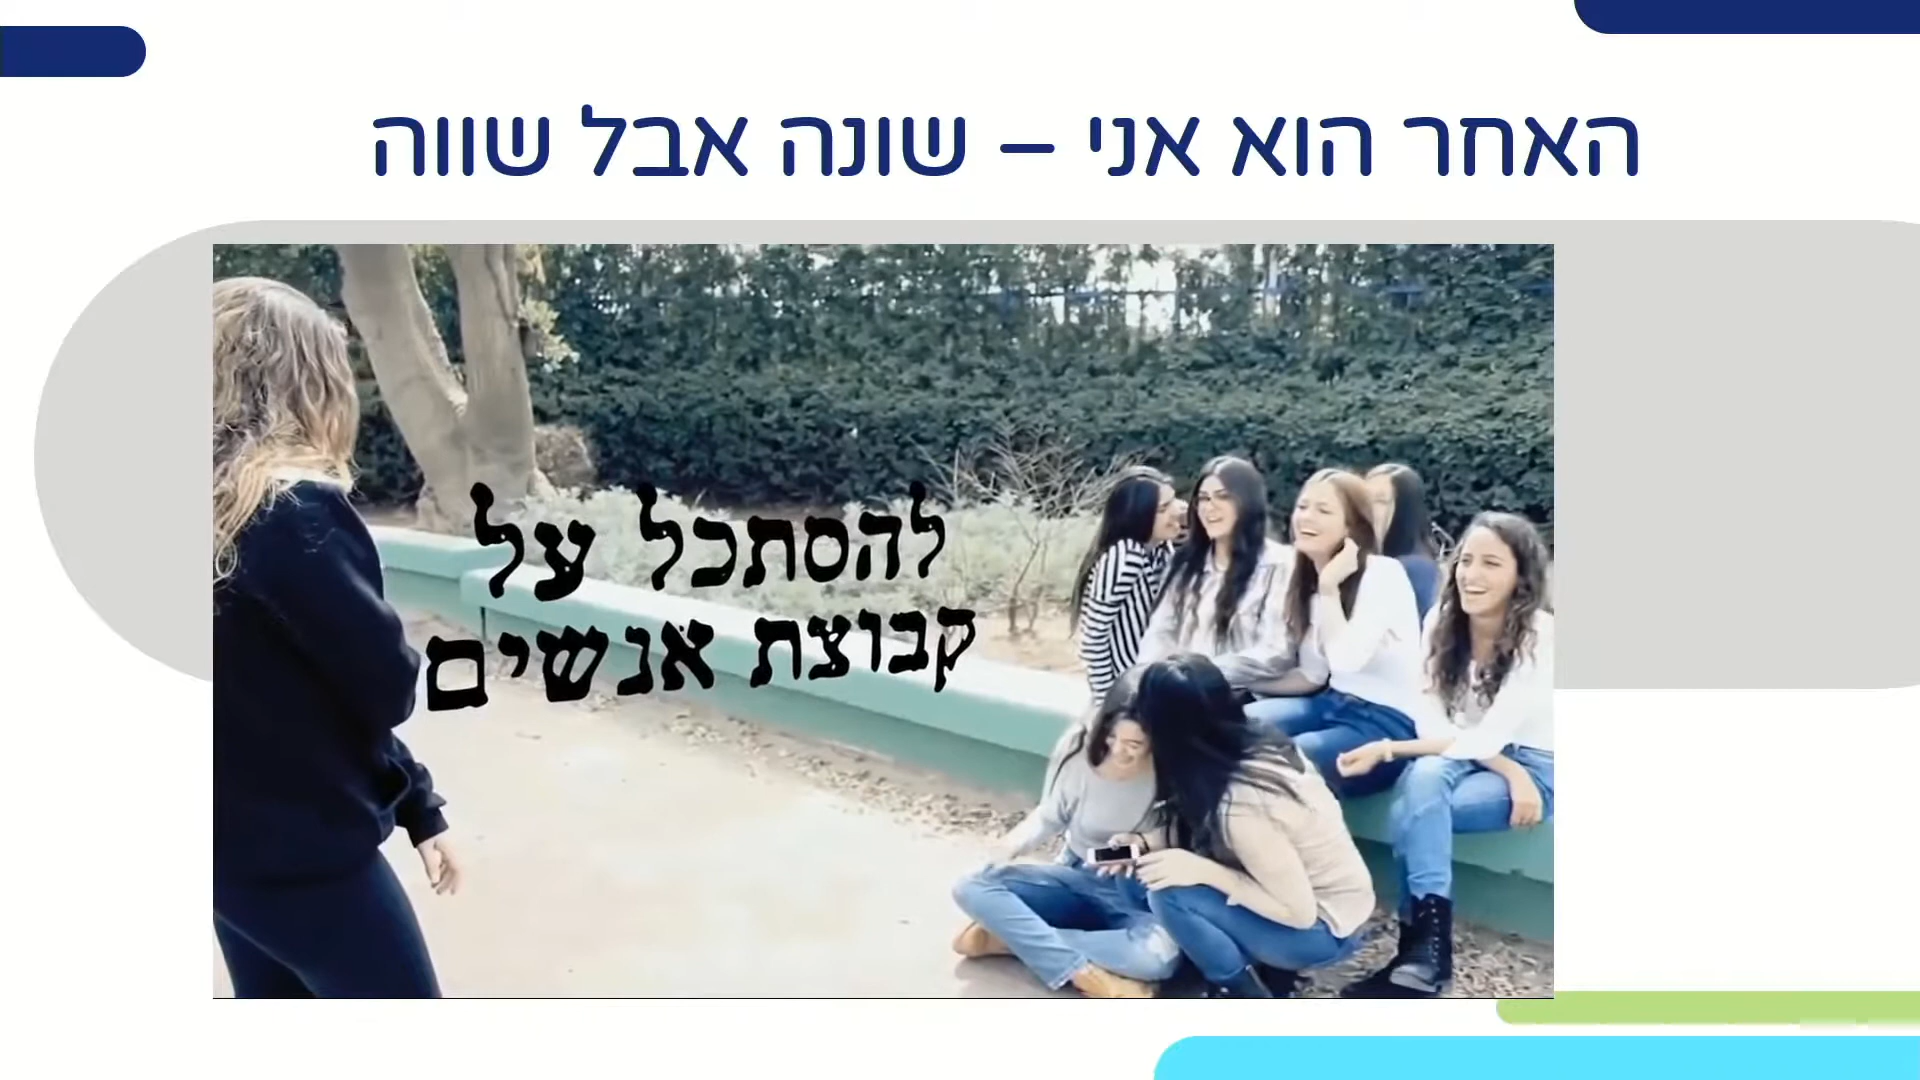 האחר הוא אני – שונה אבל שווה
להסתכל על
קבוצת אנשים